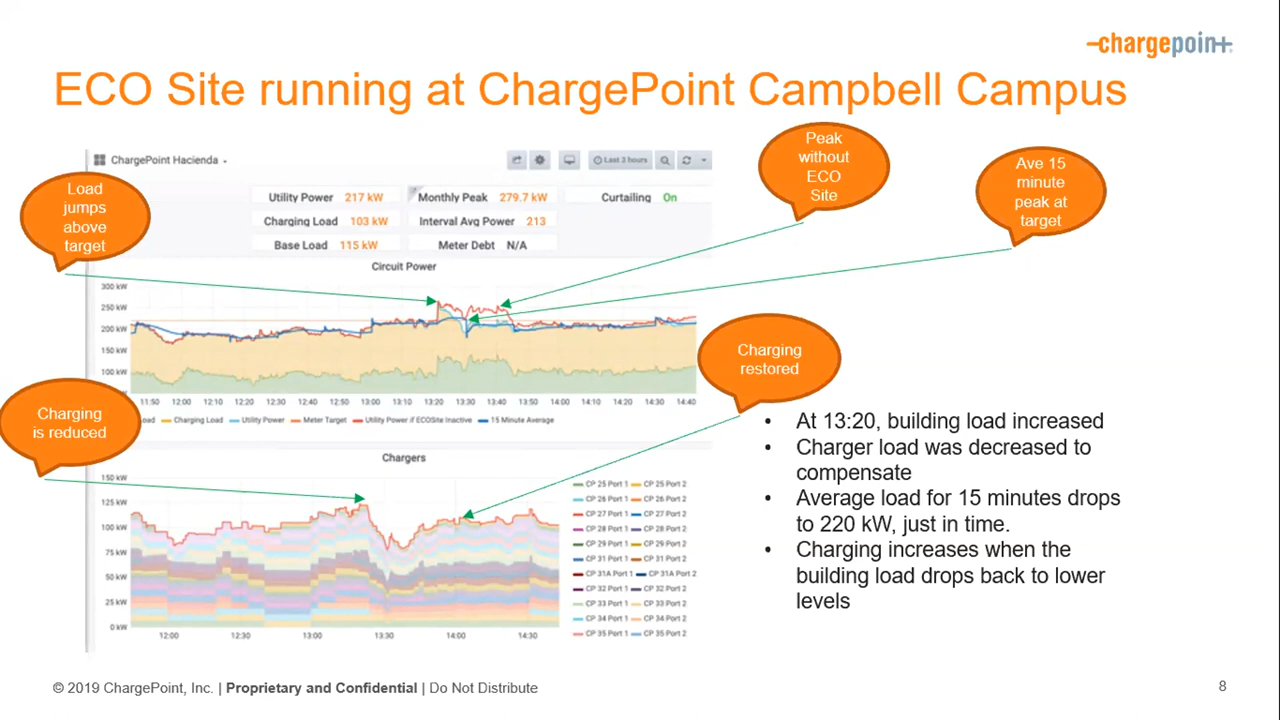 chargepoint
ECO Site running at ChargePoint Campbell Campus
Load
jumps
above
target
Peak
without
ECO
Site
Ave 15
minute
peak at
target
ChargePoint Hacienda
Last 3 hours
Utility Power 217 kW
Monthly Peak 279.7 kW
Curtailing On
Charging Load 103 kW
Interval Avg Power 213
Base Load 115 kW
Meter Debt N/A
Circuit Power
300 kW
250 kW
200 kW
150 kW
100 kW
11:50 12:00 12:10 12:20 12:30 12:40 12:50 13:00 13:10 13:20 13:30 13:40 13:50 14:00 14:10 14:20 14:30 14:40
Load Charging Load Utility Power Meter Target Utility Power if ECOSite Inactive 15 Minute Average
Charging
is reduced
Charging
restored
Chargers
150 kW
125 kW
100 kW
75 kW
50 kW
25 kW
0 kW
12:00 12:30 13:00 13:30 14:00 14:30
CP 25 Port 1 CP 25 Port 2
CP 26 Port 1 CP 26 Port 2
CP 27 Port 1 CP 27 Port 2
CP 28 Port 1 CP 28 Port 2
CP 29 Port 1 CP 29 Port 2
CP 31 Port 1 CP 31 Port 2
CP 31A Port 1 CP 31A Port 2
CP 32 Port 1 CP 32 Port 2
CP 33 Port 1 CP 33 Port 2
CP 34 Port 1 CP 34 Port 2
CP 35 Port 1 CP 35 Port 2
• At 13:20, building load increased
• Charger load was decreased to
compensate
• Average load for 15 minutes drops
to 220 kW, just in time.
• Charging increases when the
building load drops back to lower
levels
© 2019 ChargePoint, Inc. | Proprietary and Confidential | Do Not Distribute
8